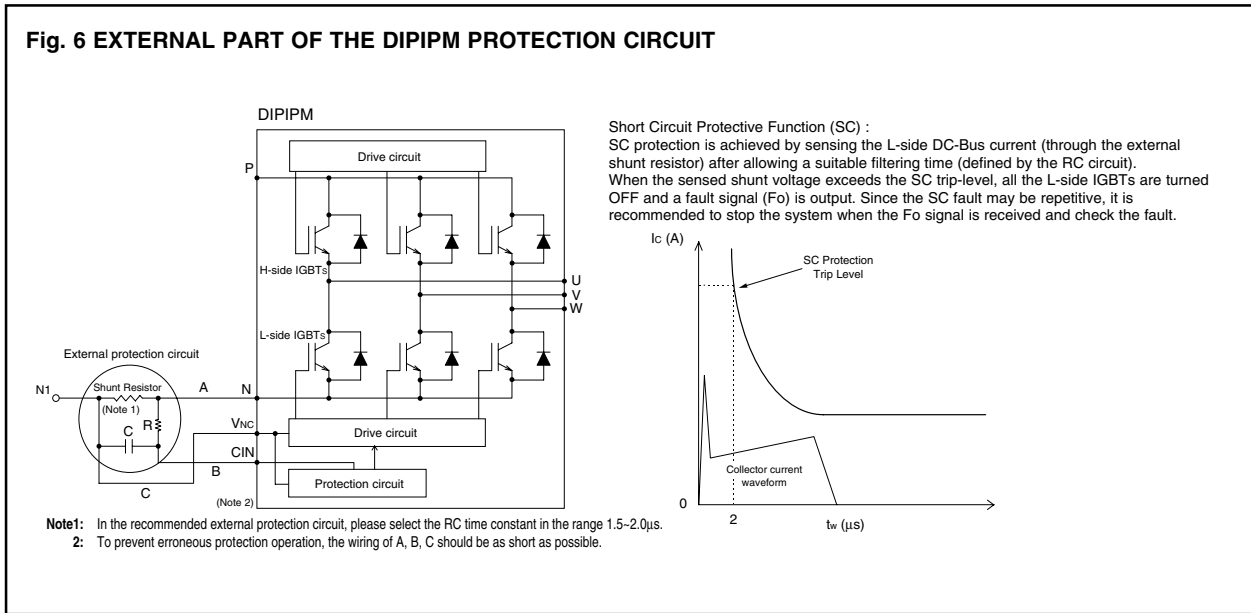 Fig. 6 EXTERNAL PART OF THE DIPIPM PROTECTION CIRCUIT
DIPIPM
Drive circuit
P
H-side IGBTs
U
V
W
L-side IGBTs
External protection circuit
N1
Shunt Resistor
(Note 1)
A
N
R
C
VNC
Drive circuit
CIN
B
C
Protection circuit
(Note 2)
Short Circuit Protective Function (SC) :
SC protection is achieved by sensing the L-side DC-Bus current (through the external
shunt resistor) after allowing a suitable filtering time (defined by the RC circuit).
When the sensed shunt voltage exceeds the SC trip-level, all the L-side IGBTs are turned
OFF and a fault signal (Fo) is output. Since the SC fault may be repetitive, it is
recommended to stop the system when the Fo signal is received and check the fault.
IC (A)
SC Protection
Trip Level
Collector current
waveform
0
2
tw (μs)
Note1: In the recommended external protection circuit, please select the RC time constant in the range 1.5~2.0μs.
2: To prevent erroneous protection operation, the wiring of A, B, C should be as short as possible.